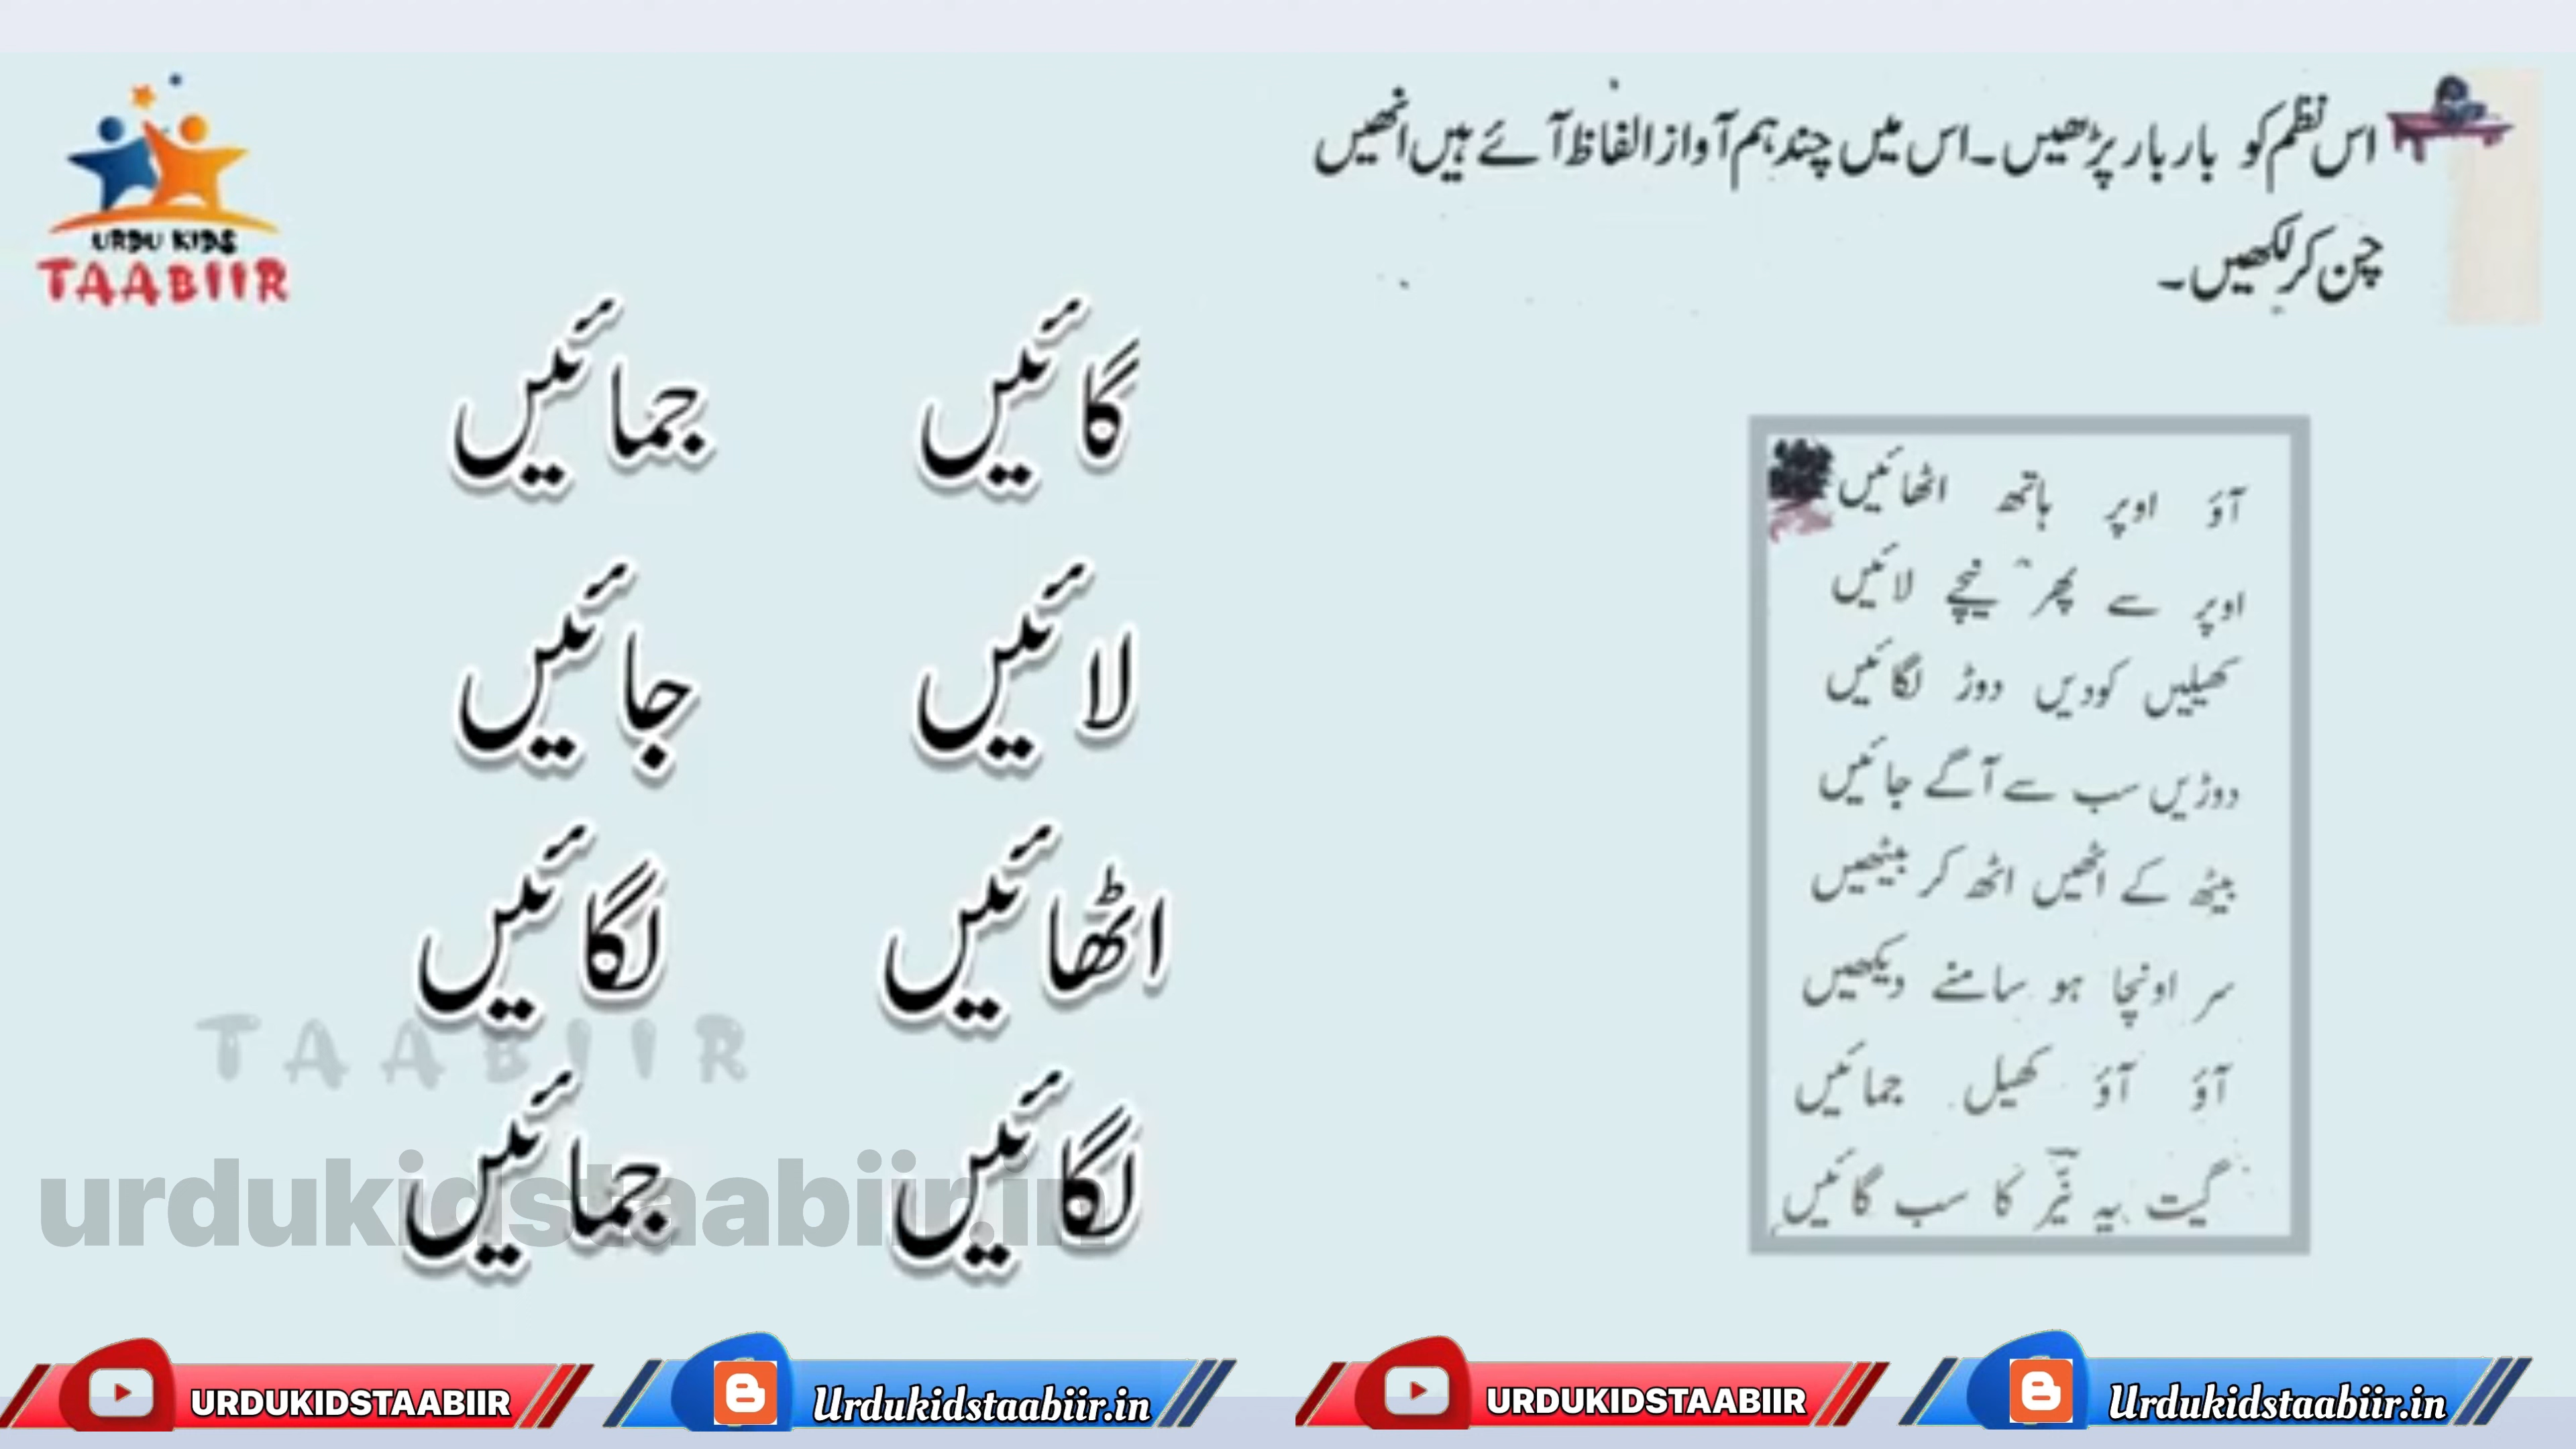 اس نظم کو بار بار پڑھیں۔ اس میں چند ہم آواز الفاظ آئے ہیں انھیں
چن کر لکھیں۔
URDU KIDS
TAABIIR
گائیں جمائیں
لائیں جائیں
اٹھائیں لگائیں
لگائیں جمائیں
آؤ اوپر ہاتھ اٹھائیں
اوپر سے پھر نیچے لائیں
کھیلیں کودیں دوڑ لگائیں
دوڑیں سب سے آگے جائیں
بیٹھ کے اٹھیں اٹھ کر بیٹھیں
سر اونچا ہو سامنے دیکھیں
آؤ آؤ کھیل جمائیں
گیت یہ نیّر کا سب گائیں
TAABIIR
urdukidstaabiir.in
URDUKIDSTAABIIR Urdukidstaabiir.in URDUKIDSTAABIIR Urdukidstaabiir.in